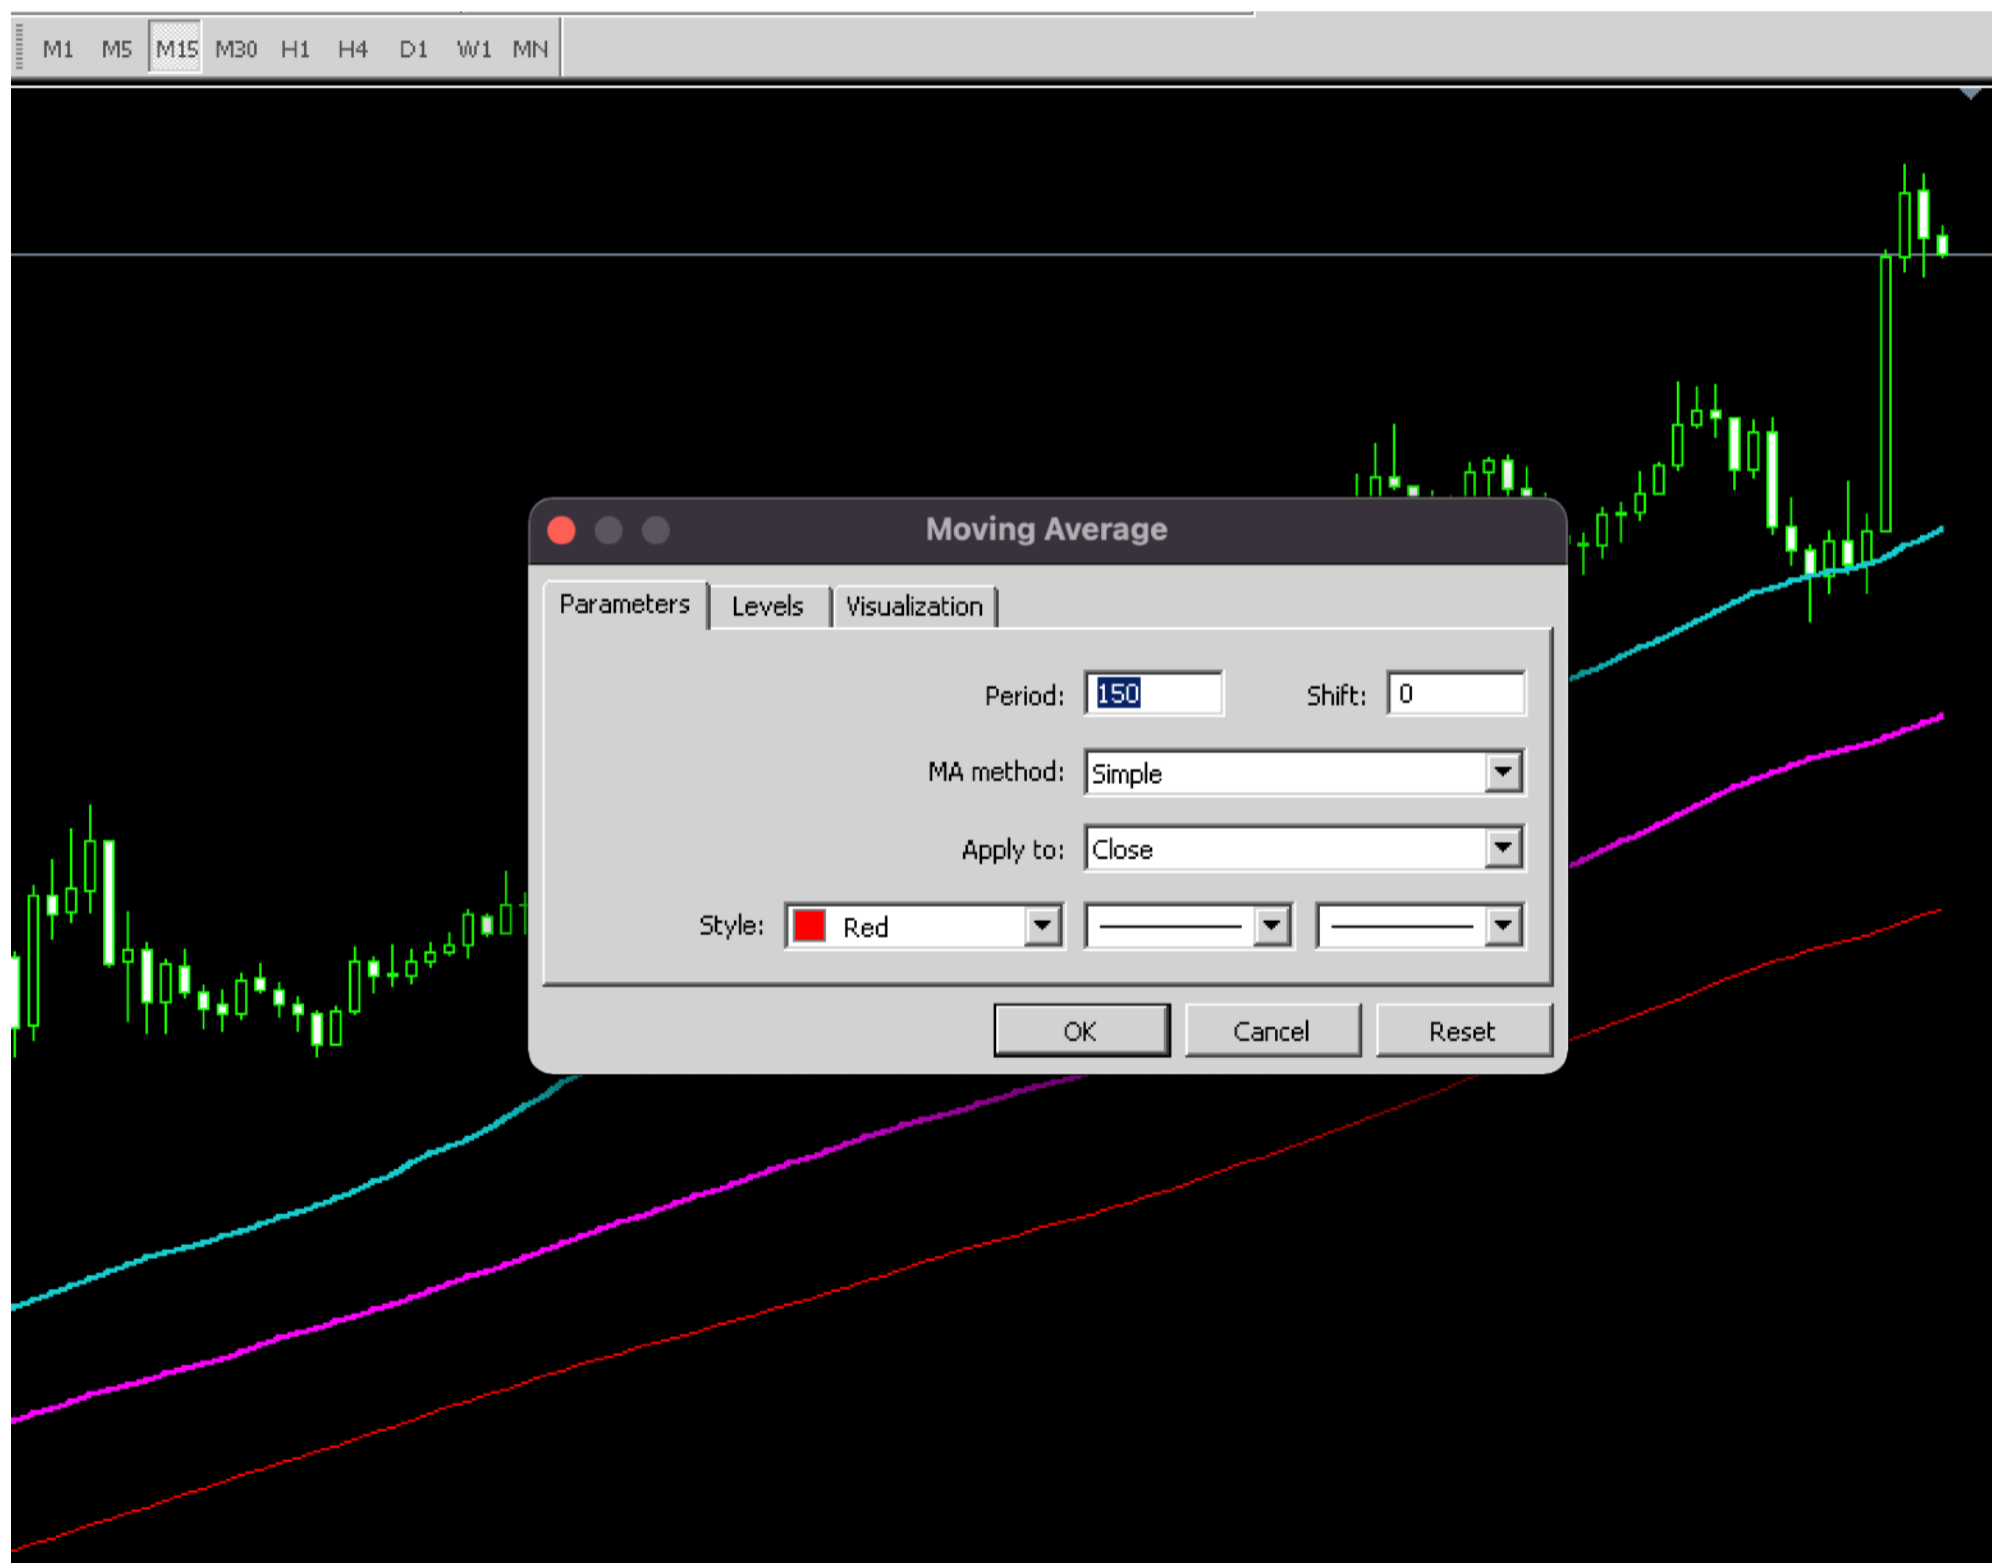 M1 M5 M15 M30 H1 H4 D1 W1 MN
Moving Average
Parameters Levels Visualization
Period: 150 Shift: 0
MA method: Simple
Apply to: Close
Style: Red
OK Cancel Reset